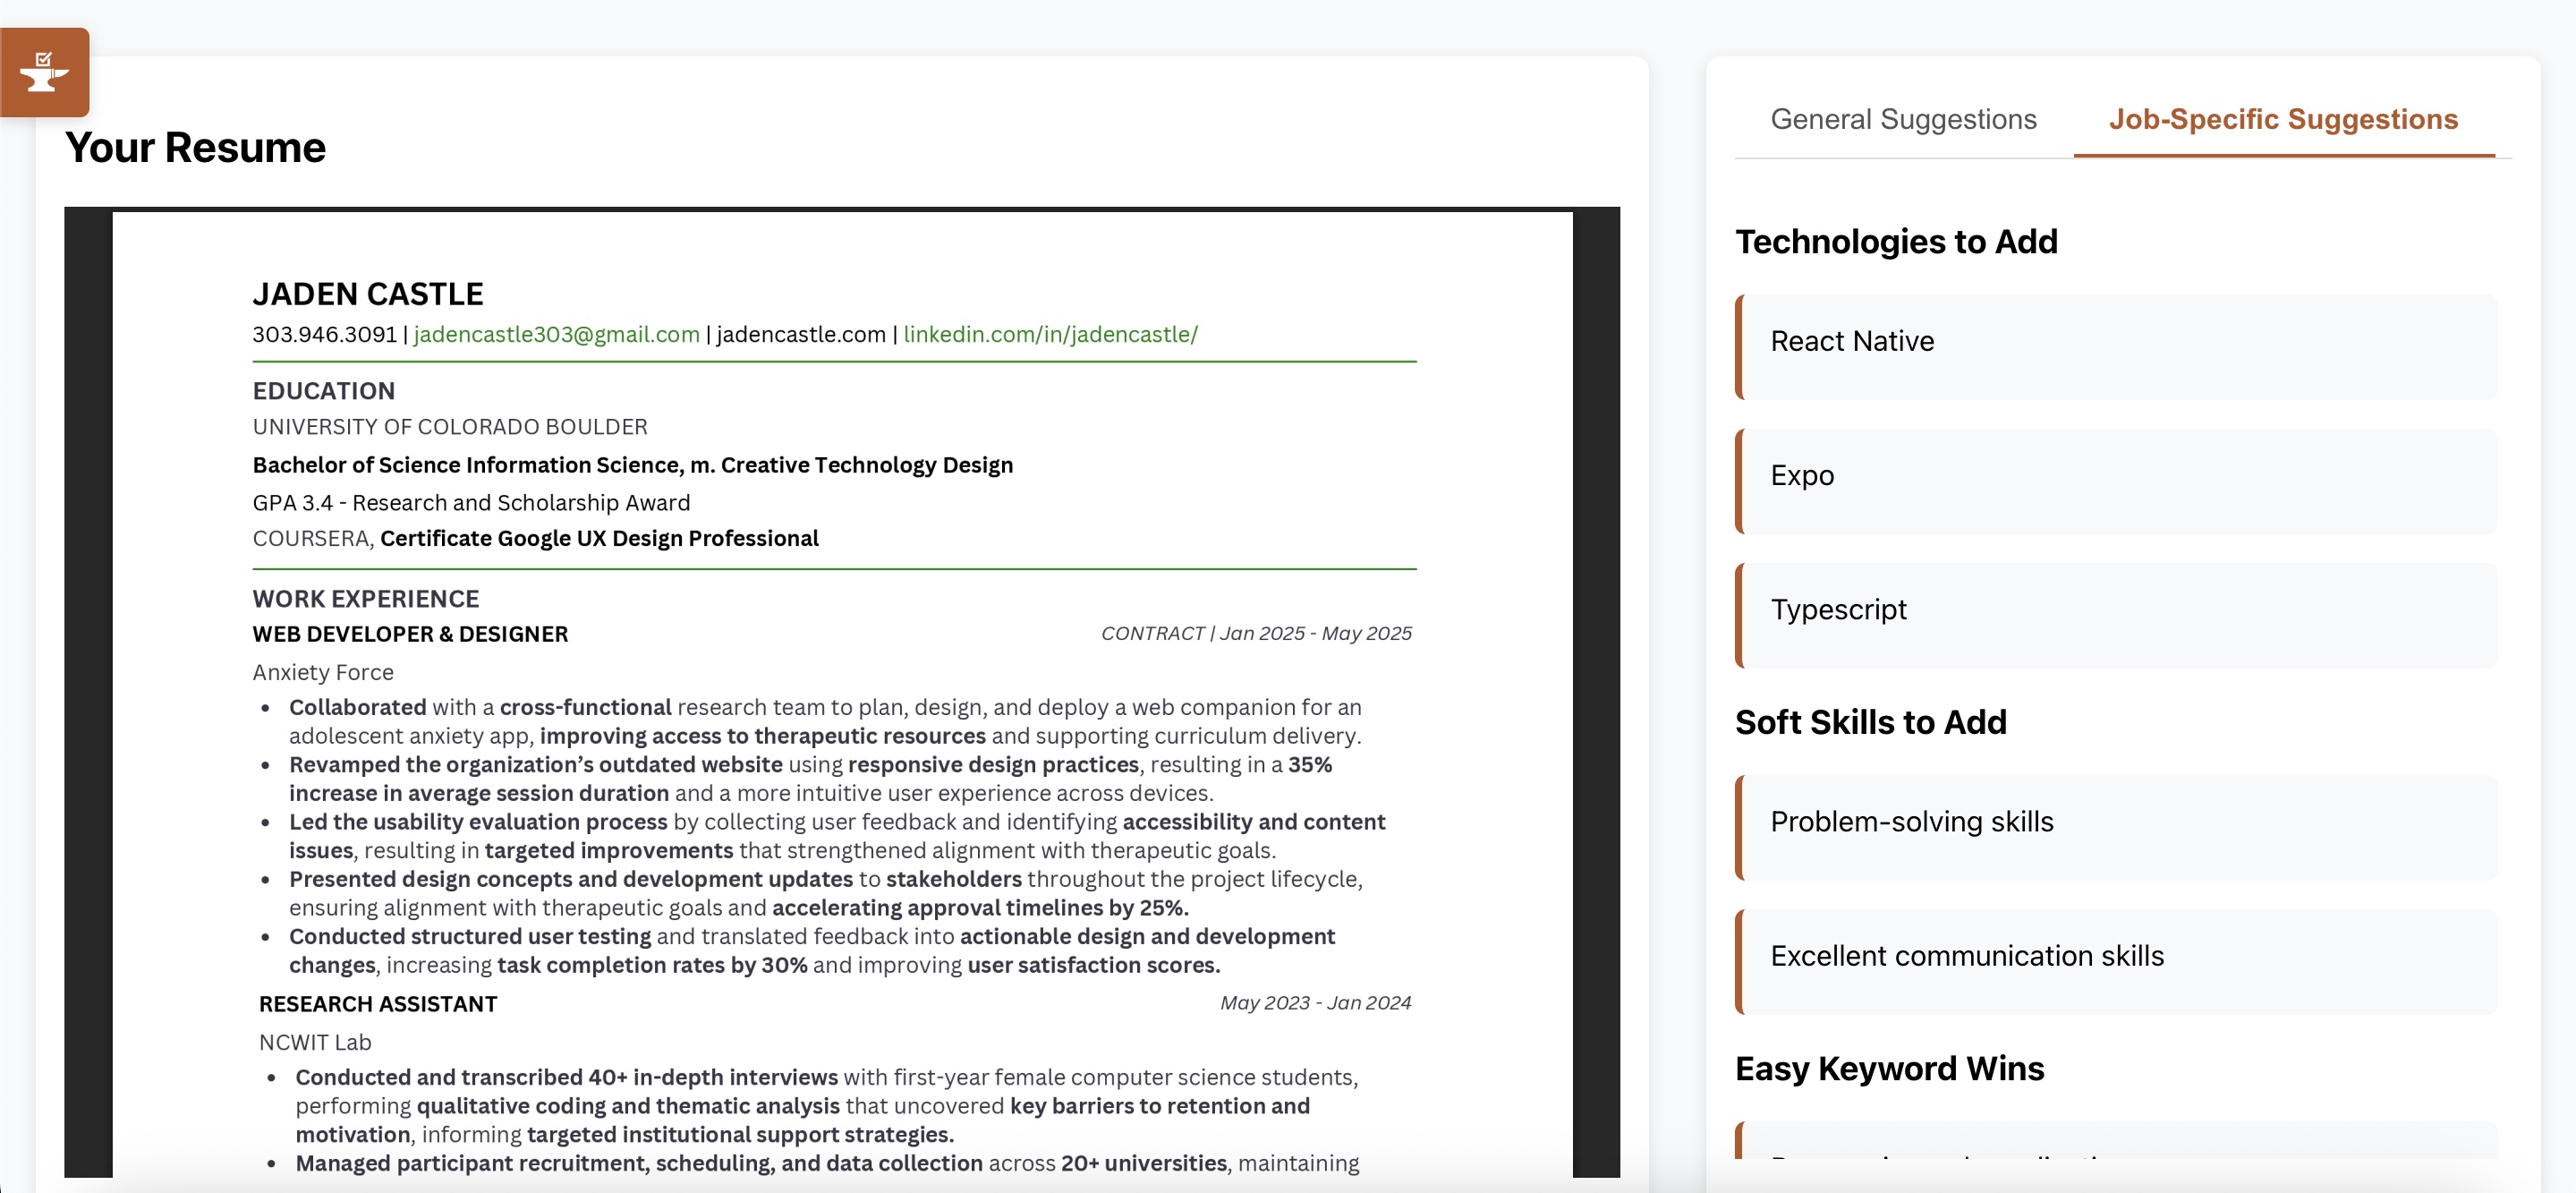 Your Resume
JADEN CASTLE
303.946.3091 | jadencastle303@gmail.com | jadencastle.com | linkedin.com/in/jadencastle/
EDUCATION
UNIVERSITY OF COLORADO BOULDER
Bachelor of Science Information Science, m. Creative Technology Design
GPA 3.4 - Research and Scholarship Award
COURSERA, Certificate Google UX Design Professional
WORK EXPERIENCE
WEB DEVELOPER & DESIGNER CONTRACT | Jan 2025 - May 2025
Anxiety Force
• Collaborated with a cross-functional research team to plan, design, and deploy a web companion for an
adolescent anxiety app, improving access to therapeutic resources and supporting curriculum delivery.
• Revamped the organization’s outdated website using responsive design practices, resulting in a 35%
increase in average session duration and a more intuitive user experience across devices.
• Led the usability evaluation process by collecting user feedback and identifying accessibility and content
issues, resulting in targeted improvements that strengthened alignment with therapeutic goals.
• Presented design concepts and development updates to stakeholders throughout the project lifecycle,
ensuring alignment with therapeutic goals and accelerating approval timelines by 25%.
• Conducted structured user testing and translated feedback into actionable design and development
changes, increasing task completion rates by 30% and improving user satisfaction scores.
RESEARCH ASSISTANT May 2023 - Jan 2024
NCWIT Lab
• Conducted and transcribed 40+ in-depth interviews with first-year female computer science students,
performing qualitative coding and thematic analysis that uncovered key barriers to retention and
motivation, informing targeted institutional support strategies.
• Managed participant recruitment, scheduling, and data collection across 20+ universities, maintaining
General Suggestions
Job-Specific Suggestions
Technologies to Add
React Native
Expo
Typescript
Soft Skills to Add
Problem-solving skills
Excellent communication skills
Easy Keyword Wins